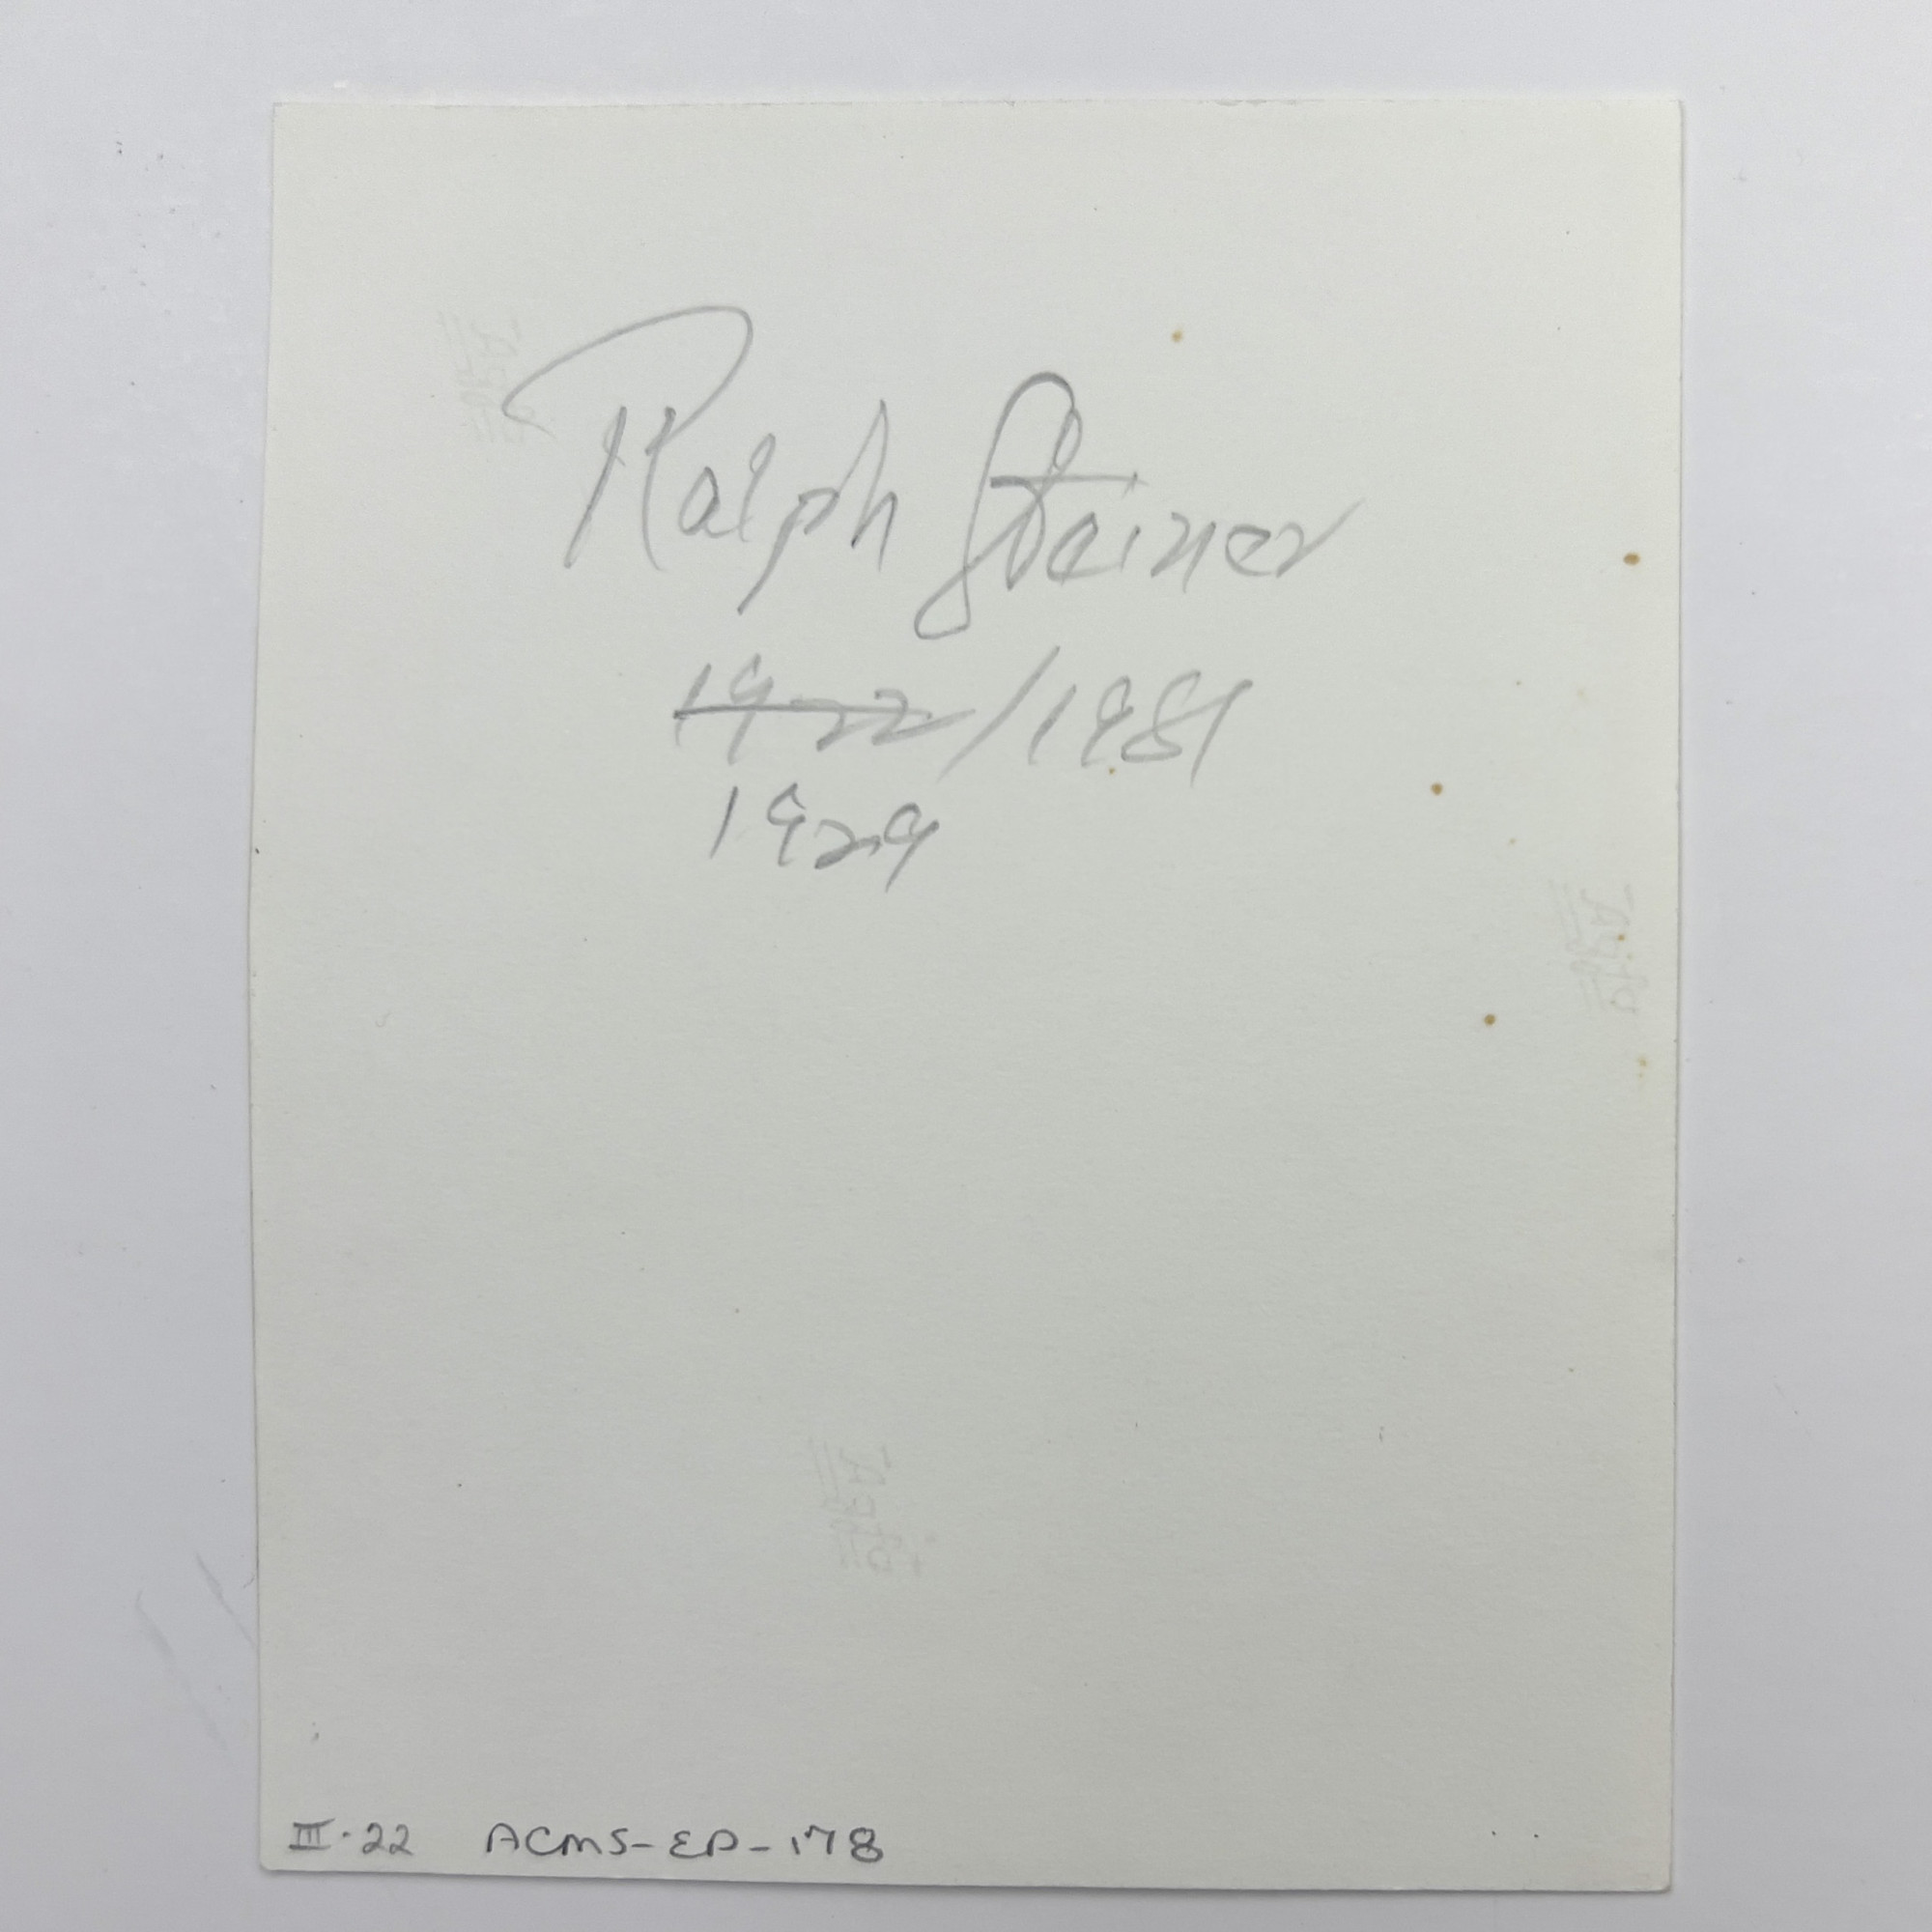 Ralph Steiner
1922/1981
1929
III-22 ACMS-EP-178